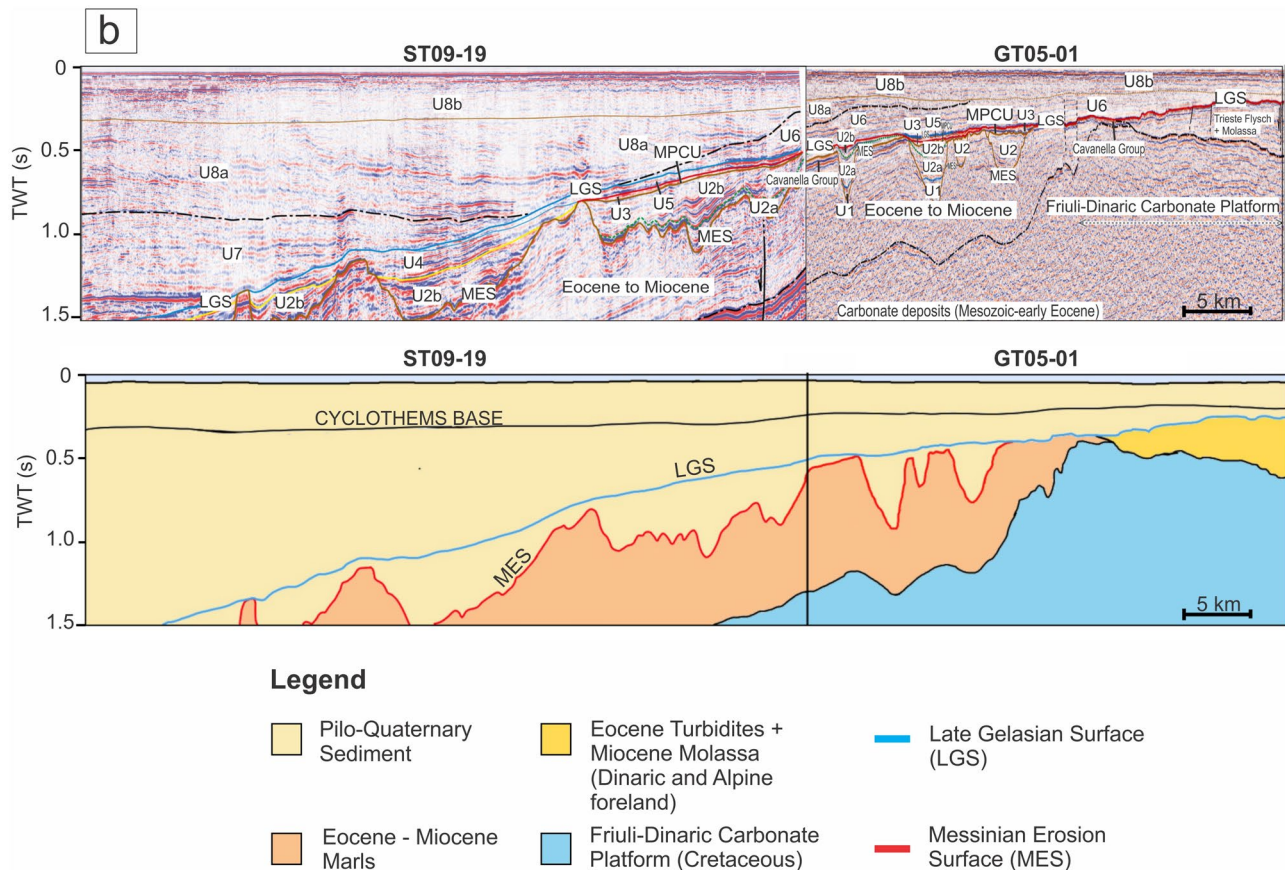 b
ST09-19
GT05-01
TWT (s)
0
0.5
1.0
1.5
U8b
U8a
U7
LGS
U2b
U4
U2b
MES
LGS
U8a
MPCU
U3
U5
U2b
U6
U2a
MES
Eocene to Miocene
U8b
U8b
U8a
U6
LGS
U2b
MES
U2a
U1
Cavanella Group
U3
U5
U2b
U2a
U1
U2
MPCU
U3
U2
MES
LGS
U6
LGS
Trieste Flysch
+ Molassa
Cavanella Group
Eocene to Miocene
Friuli-Dinaric Carbonate Platform
Carbonate deposits (Mesozoic-early Eocene)
5 km
ST09-19
GT05-01
TWT (s)
0
0.5
1.0
1.5
CYCLOTHEMS BASE
LGS
MES
5 km
Legend
Pilo-Quaternary
Sediment
Eocene - Miocene
Marls
Eocene Turbidites +
Miocene Molassa
(Dinaric and Alpine
foreland)
Friuli-Dinaric Carbonate
Platform (Cretaceous)
Late Gelasian Surface
(LGS)
Messinian Erosion
Surface (MES)